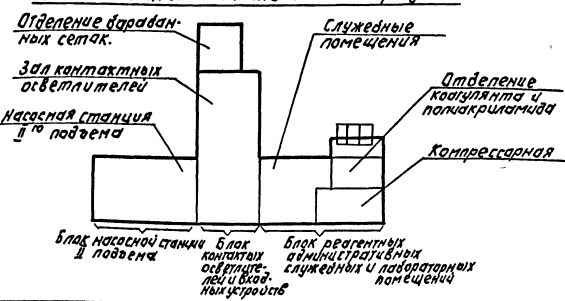 Отделение бараban-
ных сеток.
Служебные
помещения
Зал контактных
осветлителей
Отделение
коагулянта и
полиакриламида
Насосная станция
II го подъема
Компрессорная
Блок насосной станции
II подъема
Блок
контактных
осветлите-
лей и вход-
ных устройств
Блок реагентных
административных
служебных и лабораторных
помещений